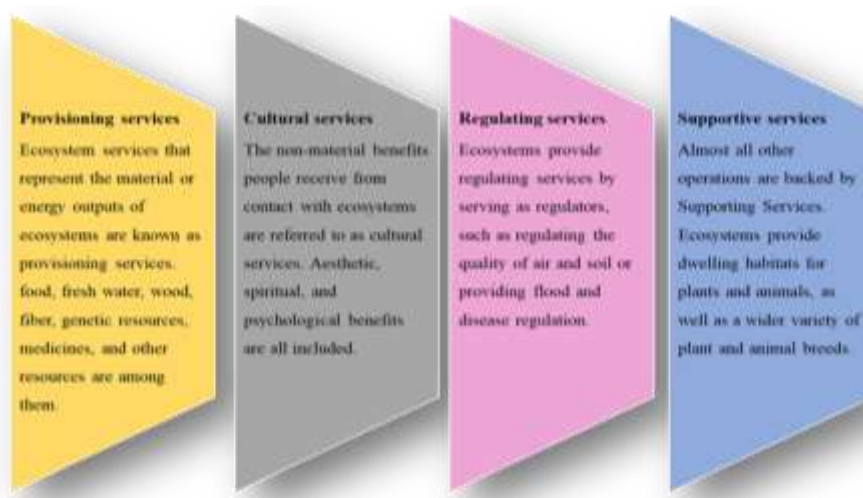 Provisioning services
Ecosystem services that
represent the material or
energy outputs of
ecosystems are known as
provisioning services.
food, fresh water, wood,
fiber, genetic resources,
medicines, and other
resources are among
them.
Cultural services
The non-material benefits
people receive from
contact with ecosystems
are referred to as cultural
services. Aesthetic,
spiritual, and
psychological benefits
are all included.
Regulating services
Ecosystems provide
regulating services by
serving as regulators,
such as regulating the
quality of air and soil or
providing flood and
disease regulation.
Supportive services
Almost all other
operations are backed by
Supporting Services.
Ecosystems provide
dwelling habitats for
plants and animals, as
well as a wider variety of
plant and animal breeds.